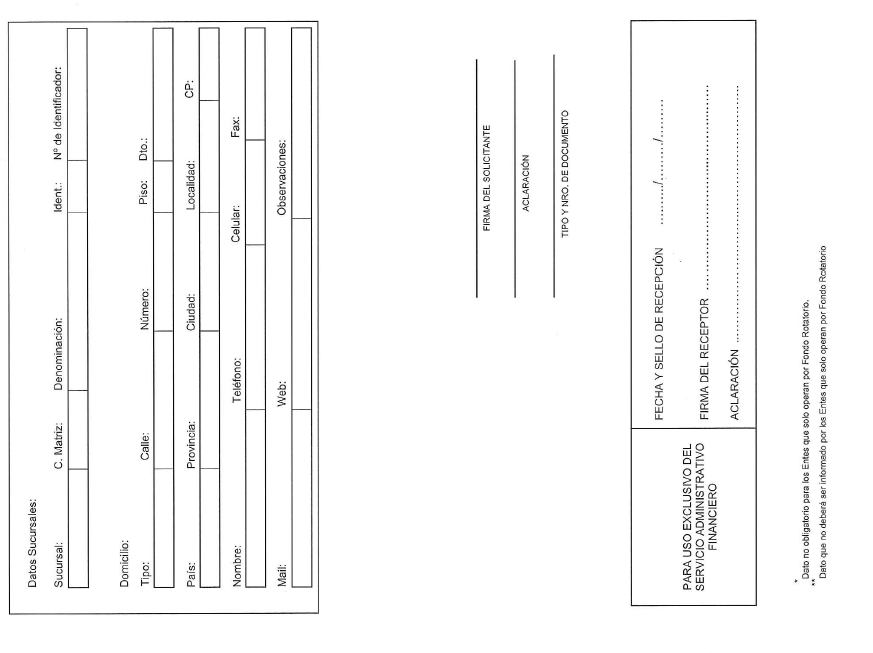 Datos Sucursales:
Sucursal: C. Matriz: Denominación: Ident.: Nº de Identificador:
Domicilio:
Tipo: Calle: Número: Piso: Dto.:
País: Provincia: Ciudad: Localidad: CP:
Nombre: Teléfono: Celular: Fax:
Mail: Web: Observaciones:
FIRMA DEL SOLICITANTE
ACLARACIÓN
TIPO Y NRO. DE DOCUMENTO
PARA USO EXCLUSIVO DEL
SERVICIO ADMINISTRATIVO
FINANCIERO
FECHA Y SELLO DE RECEPCIÓN ........./........./.........
FIRMA DEL RECEPTOR ........................................................
ACLARACIÓN ........................................................................
* Dato no obligatorio para los Entes que solo operan por Fondo Rotatorio.
** Dato que no deberá ser informado por los Entes que solo operan por Fondo Rotatorio